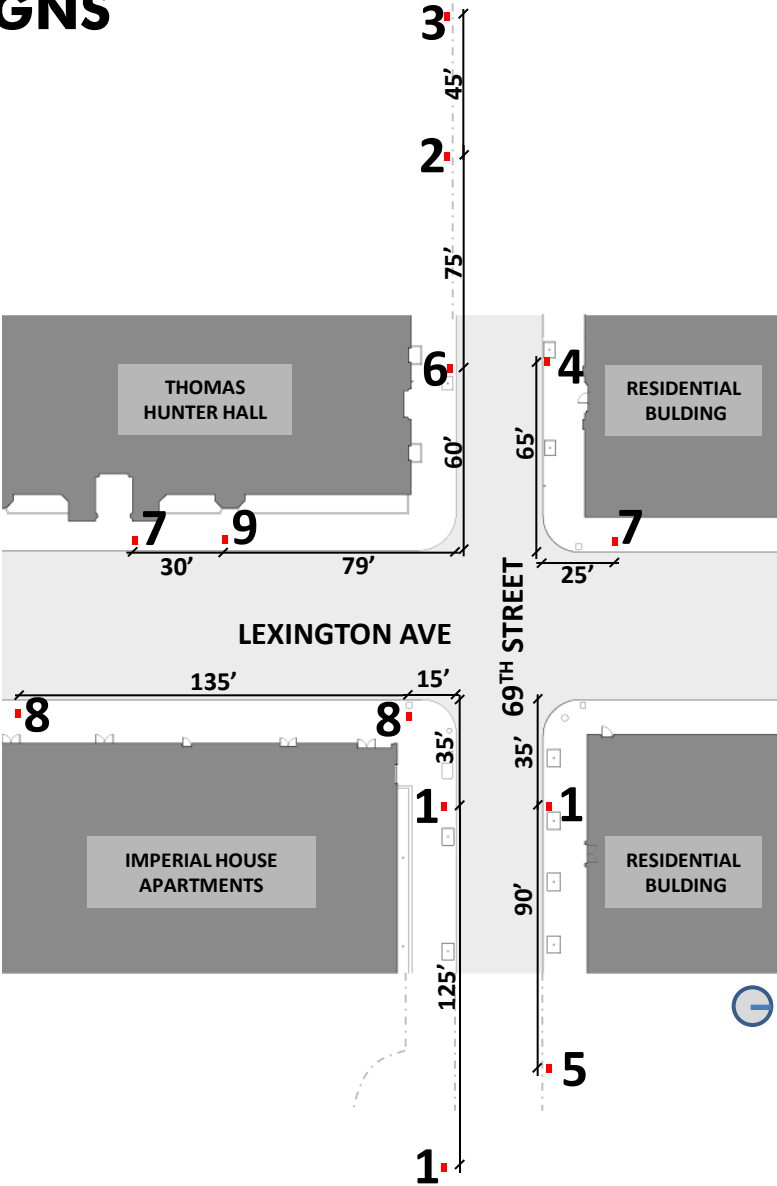 GNS
3
45’
2
75’
6
4
THOMAS
HUNTER HALL
RESIDENTIAL
BULDING
60’
65’
7
9
7
30’
79’
25’
LEXINGTON AVE
69TH STREET
135’
15’
8
8
35’
35’
1
1
IMPERIAL HOUSE
APARTMENTS
RESIDENTIAL
BULDING
90’
125’
5
1